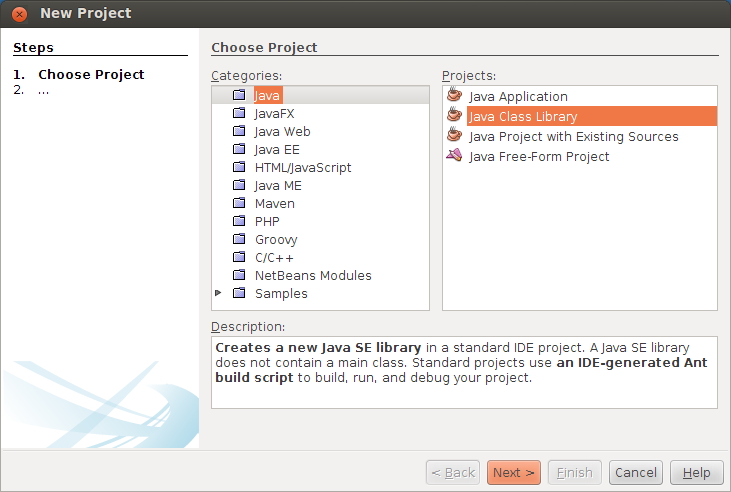 New Project
Steps
1. Choose Project
2. ...
Choose Project
Categories:
Java
JavaFX
Java Web
Java EE
HTML/JavaScript
Java ME
Maven
PHP
Groovy
C/C++
NetBeans Modules
Samples
Projects:
Java Application
Java Class Library
Java Project with Existing Sources
Java Free-Form Project
Description:
Creates a new Java SE library in a standard IDE project. A Java SE library
does not contain a main class. Standard projects use an IDE-generated Ant
build script to build, run, and debug your project.
< Back
Next >
Finish
Cancel
Help